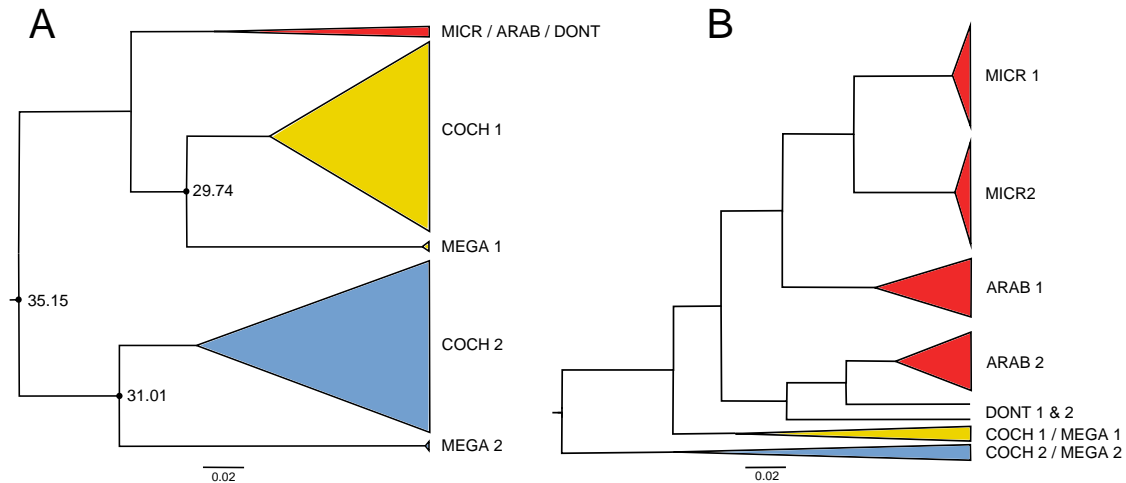 A
MICR / ARAB / DONT
COCH 1
29.74
MEGA 1
35.15
COCH 2
31.01
MEGA 2
0.02
B
MICR 1
MICR2
ARAB 1
ARAB 2
DONT 1 & 2
COCH 1 / MEGA 1
COCH 2 / MEGA 2
0.02